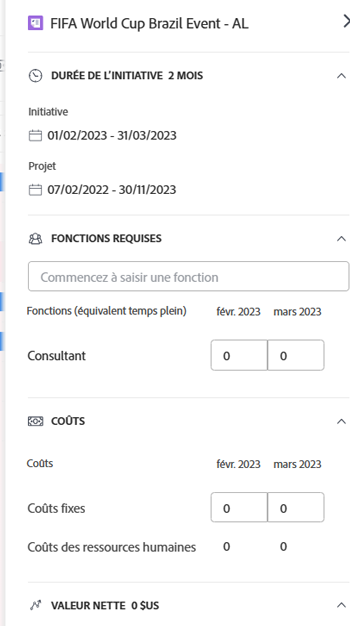 FIFA World Cup Brazil Event - AL
DURÉE DE L’INITIATIVE 2 MOIS
Initiative
01/02/2023 - 31/03/2023
Projet
07/02/2022 - 30/11/2023
FONCTIONS REQUISES
Commencez à saisir une fonction
Fonctions (équivalent temps plein) févr. 2023 mars 2023
Consultant 0 0
COÛTS
Coûts févr. 2023 mars 2023
Coûts fixes 0 0
Coûts des ressources humaines 0 0
VALEUR NETTE 0 $US